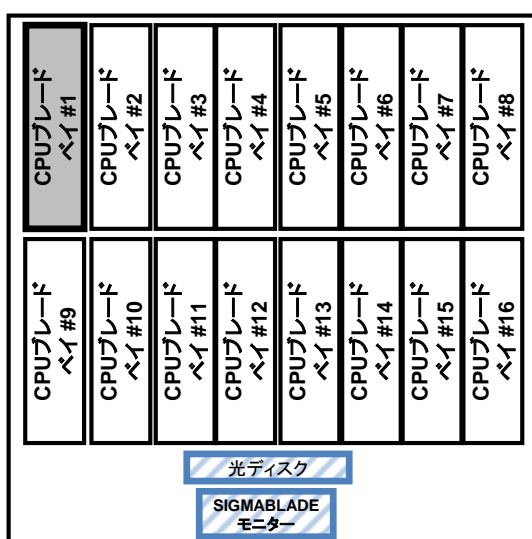 CPUブレード
ベイ #1
CPUブレード
ベイ #2
CPUブレード
ベイ #3
CPUブレード
ベイ #4
CPUブレード
ベイ #5
CPUブレード
ベイ #6
CPUブレード
ベイ #7
CPUブレード
ベイ #8
CPUブレード
ベイ #9
CPUブレード
ベイ #10
CPUブレード
ベイ #11
CPUブレード
ベイ #12
CPUブレード
ベイ #13
CPUブレード
ベイ #14
CPUブレード
ベイ #15
CPUブレード
ベイ #16
光ディスク
SIGMABLADE
モニター